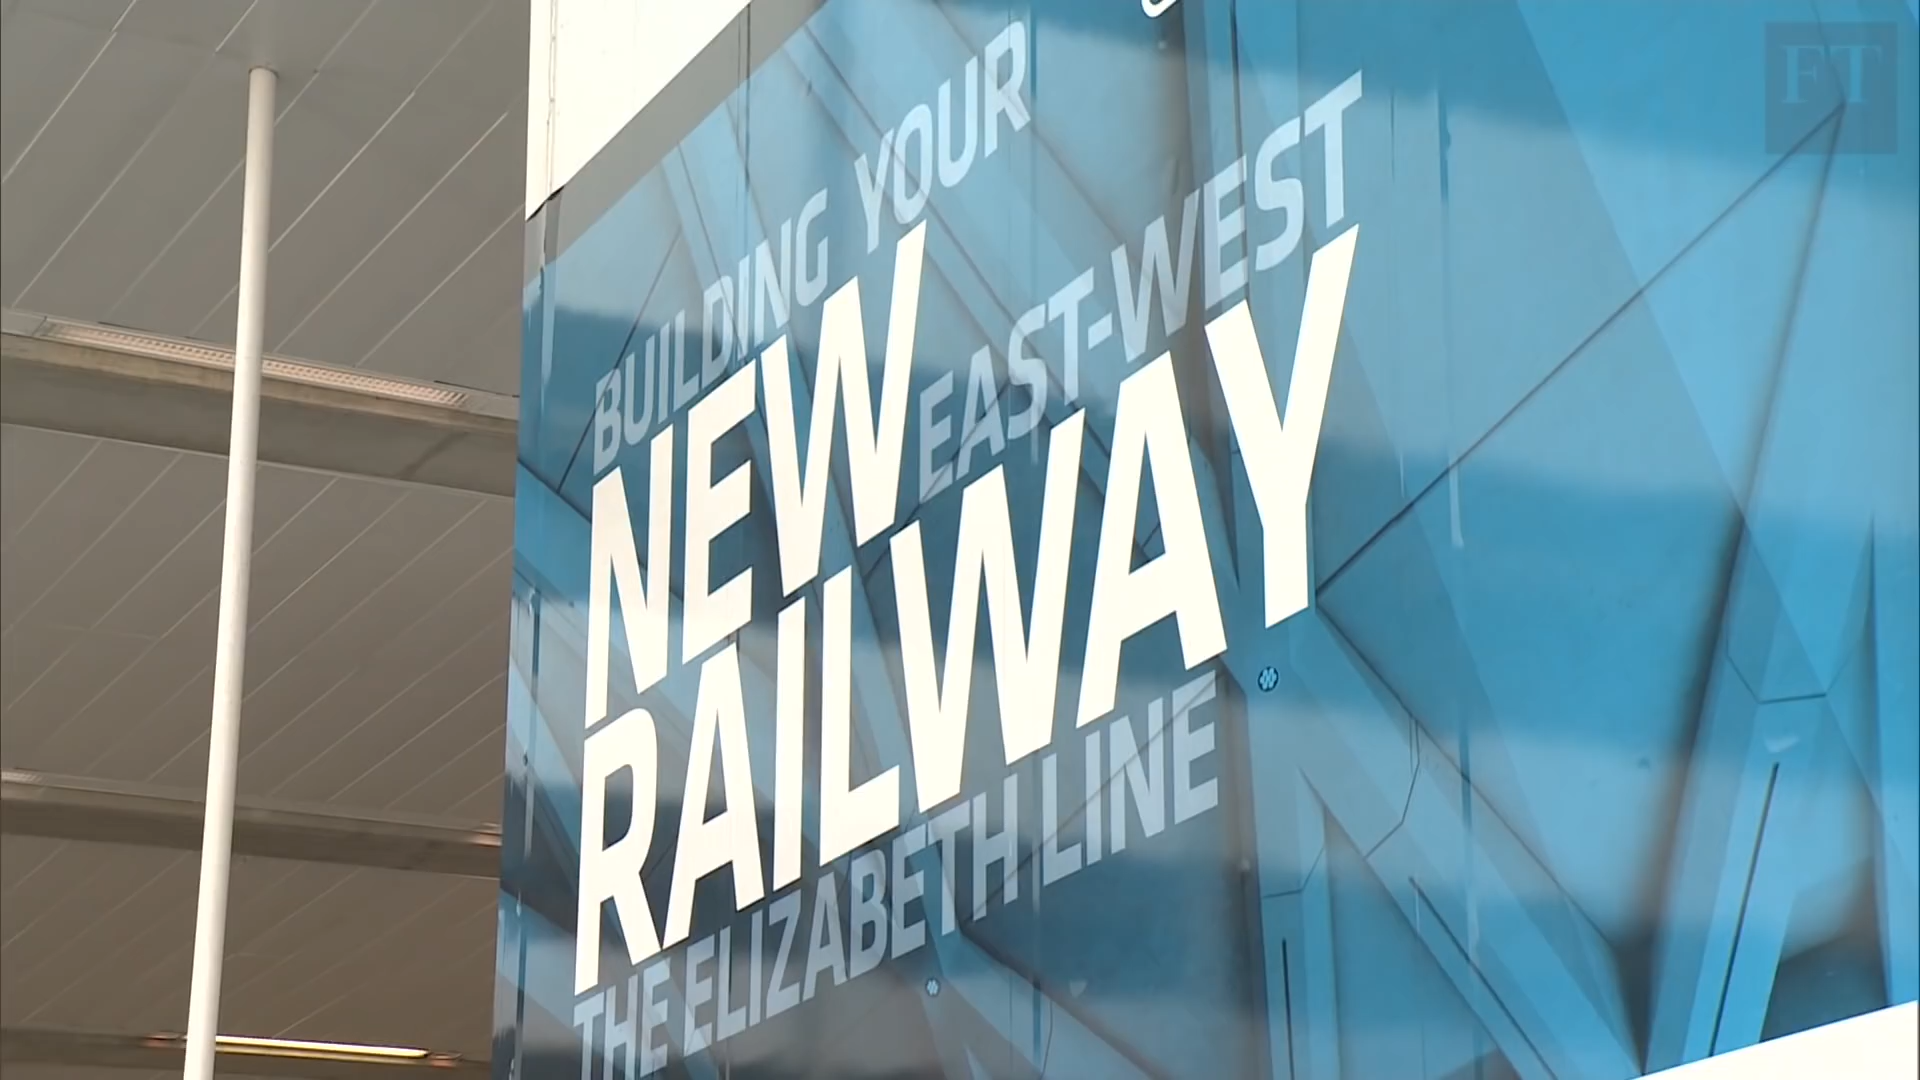 BUILDING YOUR
NEW EAST-WEST
RAILWAY
THE ELIZABETH LINE
FT